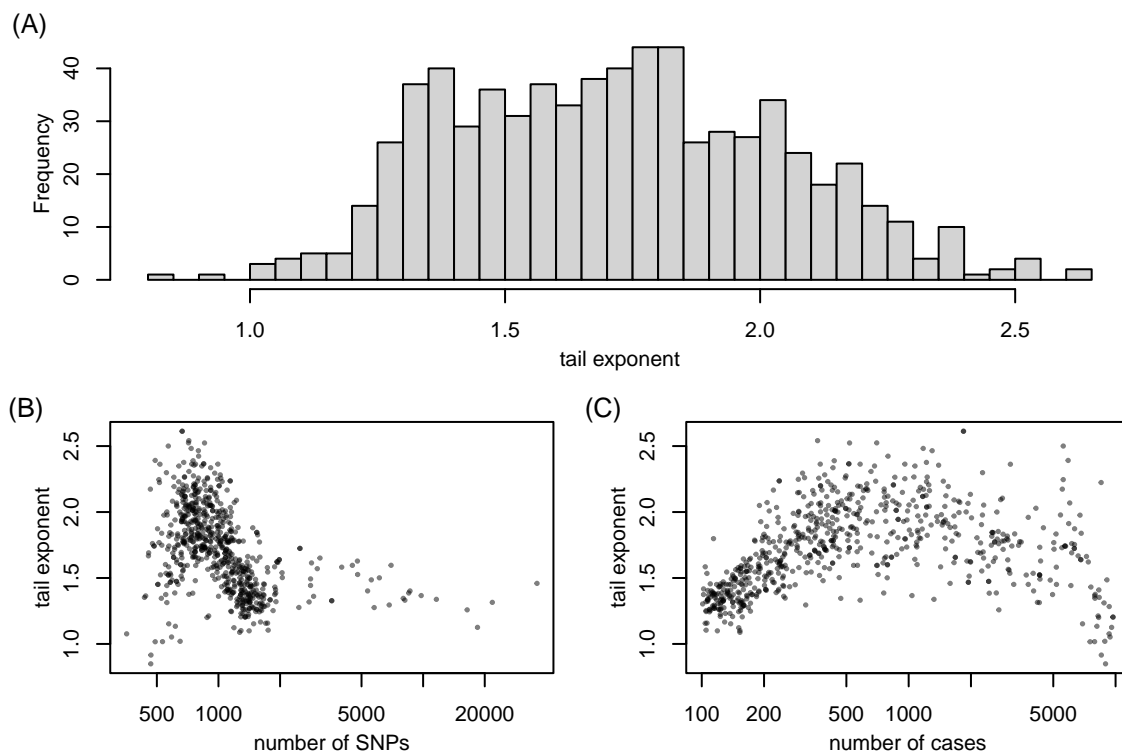 (A)
Frequency
0 10 20 30 40
1.0 1.5 2.0 2.5
tail exponent
(B)
tail exponent
1.0 1.5 2.0 2.5
500 1000 5000 20000
number of SNPs
(C)
tail exponent
1.0 1.5 2.0 2.5
100 200 500 1000 5000
number of cases